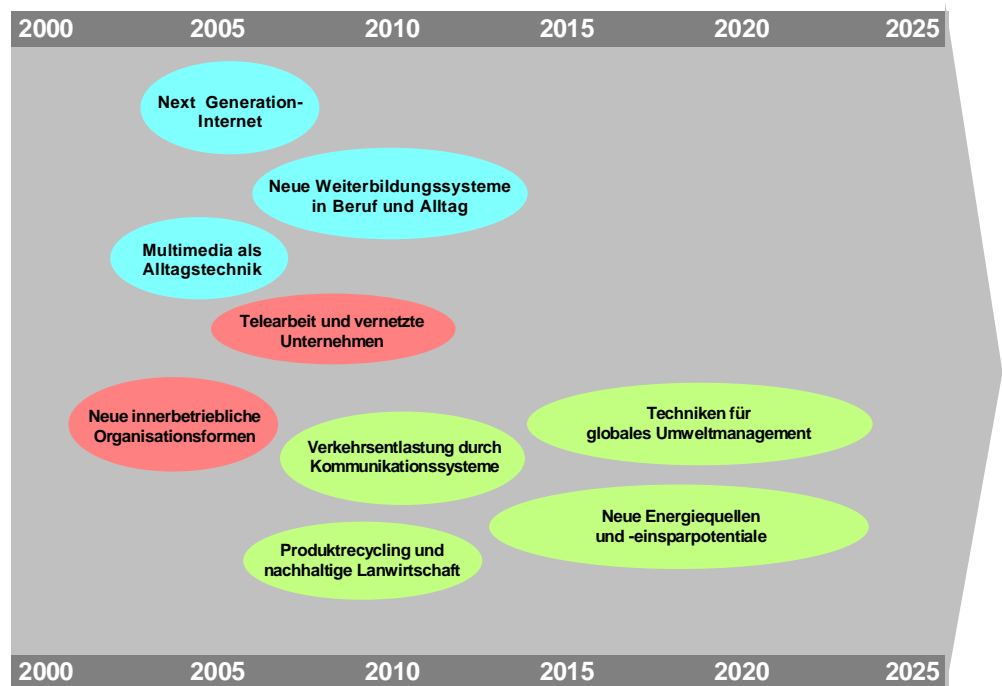 2000 2005 2010 2015 2020 2025
Next Generation-
Internet
Neue Weiterbildungssysteme
in Beruf und Alltag
Multimedia als
Alltagstechnik
Telearbeit und vernetzte
Unternehmen
Neue innerbetriebliche
Organisationsformen
Techniken für
globales Umweltmanagement
Verkehrsentlastung durch
Kommunikationssysteme
Neue Energiequellen
und -einsparpotentiale
Produktrecycling und
nachhaltige Lanwirtschaft
2000 2005 2010 2015 2020 2025